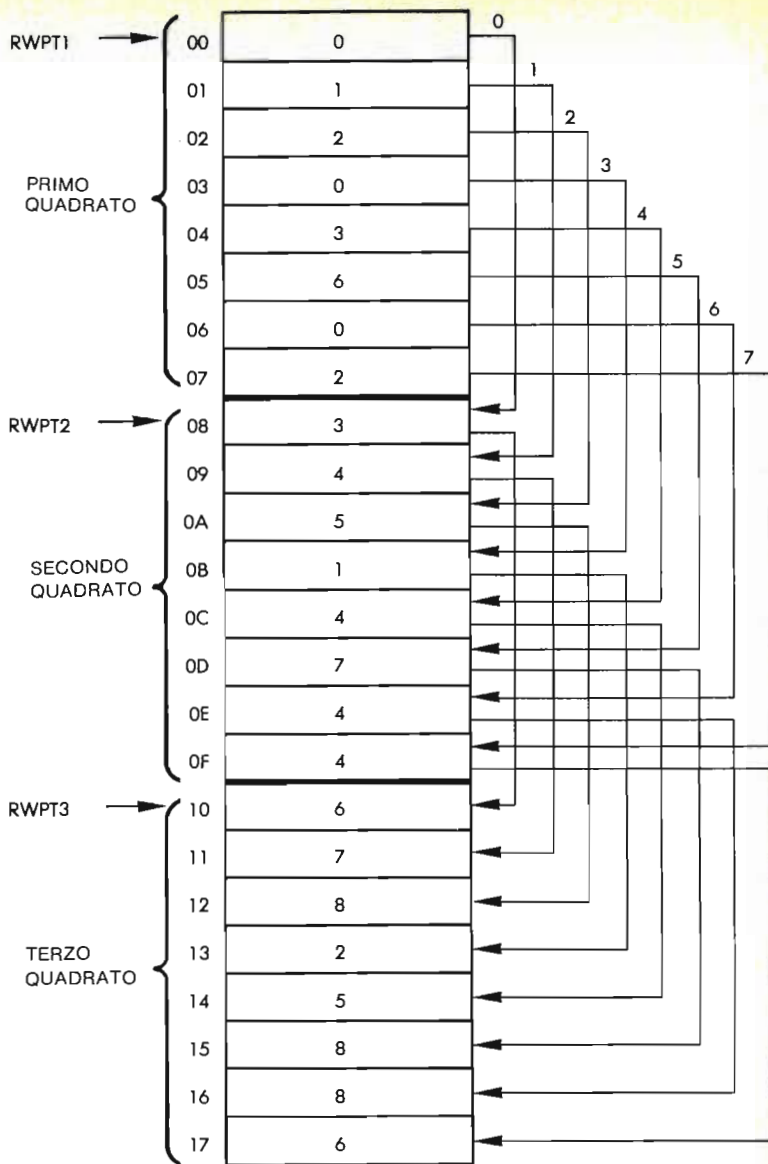 0
RWPT1 00 0
1
01 1
2
02 2
3
PRIMO
QUADRATO
03 0
4
04 3
5
05 6
6
06 0
7
07 2
RWPT2 08 3
09 4
0A 5
SECONDO
QUADRATO
0B 1
0C 4
0D 7
0E 4
0F 4
RWPT3 10 6
11 7
12 8
TERZO
QUADRATO
13 2
14 5
15 8
16 8
17 6